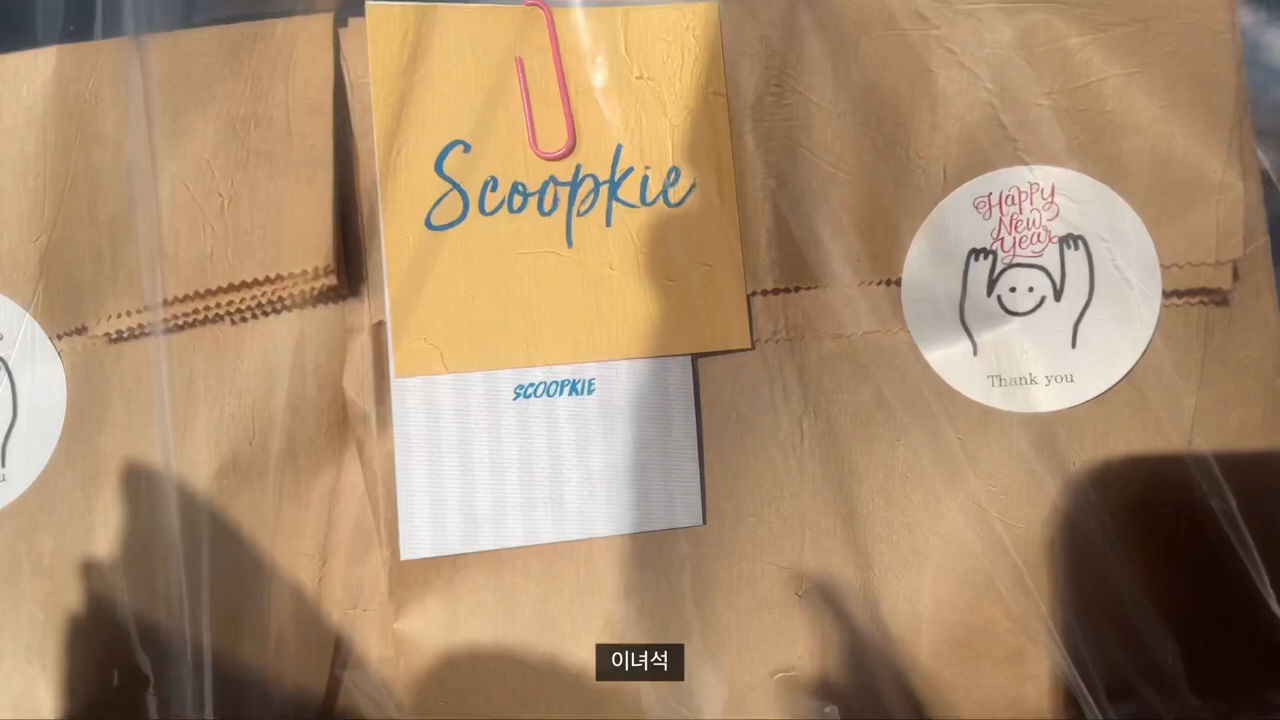 Scoopkie
SCOOPKIE
Happy
New
Year
Thank you
u
이녀석